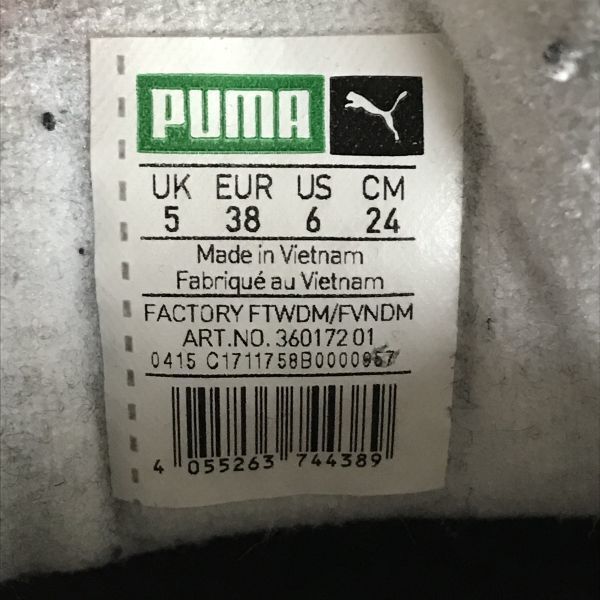 PUMA
UK EUR US CM
5 38 6 24
Made in Vietnam
Fabriqué au Vietnam
FACTORY FTWDM/FVNDM
ART.NO. 360172 01
0415
4 055263 744389